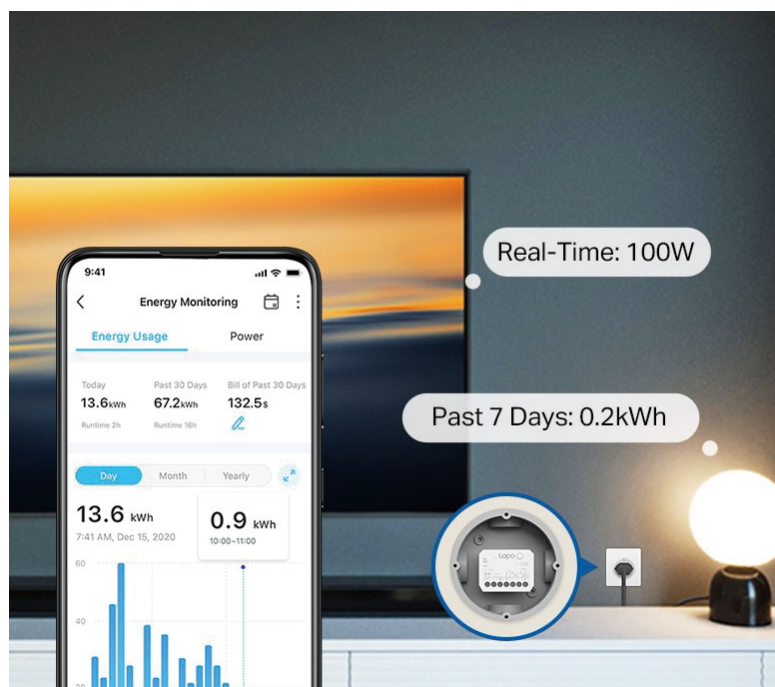 9:41
Energy Monitoring
Energy Usage Power
Today Past 30 Days Bill of Past 30 Days
13.6kWh 67.2kWh 132.5$
Runtime 2h Runtime 16h
Day Month Yearly
13.6 kWh
7:41 AM, Dec 15, 2020
0.9 kWh
10:00~11:00
60
40
20
Real-Time: 100W
Past 7 Days: 0.2kWh
tapo